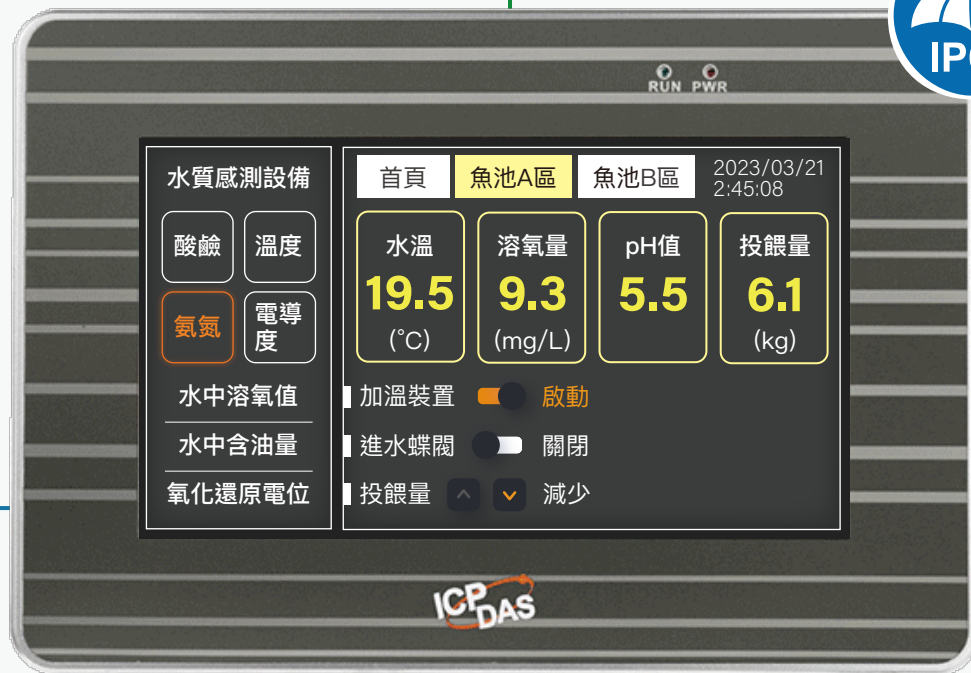 RUN PWR
水質感測設備
酸鹼 溫度
氨氮 電導度
水中溶氧值
水中含油量
氧化還原電位
首頁 魚池A區 魚池B區 2023/03/21
2:45:08
水溫 溶氧量 pH值 投餵量
19.5 9.3 5.5 6.1
(°C) (mg/L) (kg)
加溫裝置 啟動
進水蝶閥 關閉
投餵量 減少
ICP DAS